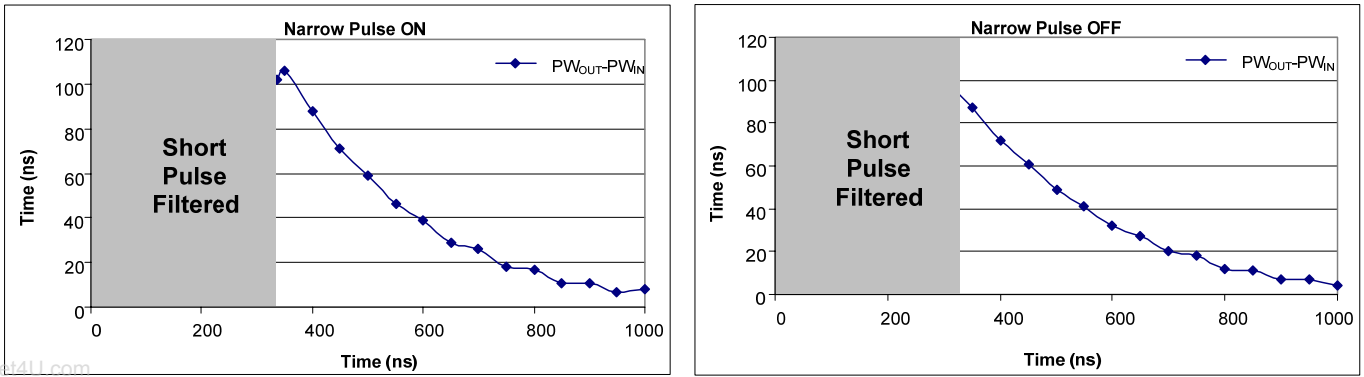 Narrow Pulse ON
120
100
80
60
40
20
0
Time (ns)
Short
Pulse
Filtered
PWOUT-PWIN
0 200 400 600 800 1000
Time (ns)
et4U.com
Narrow Pulse OFF
120
100
80
60
40
20
0
Time (ns)
Short
Pulse
Filtered
PWOUT-PWIN
0 200 400 600 800 1000
Time (ns)